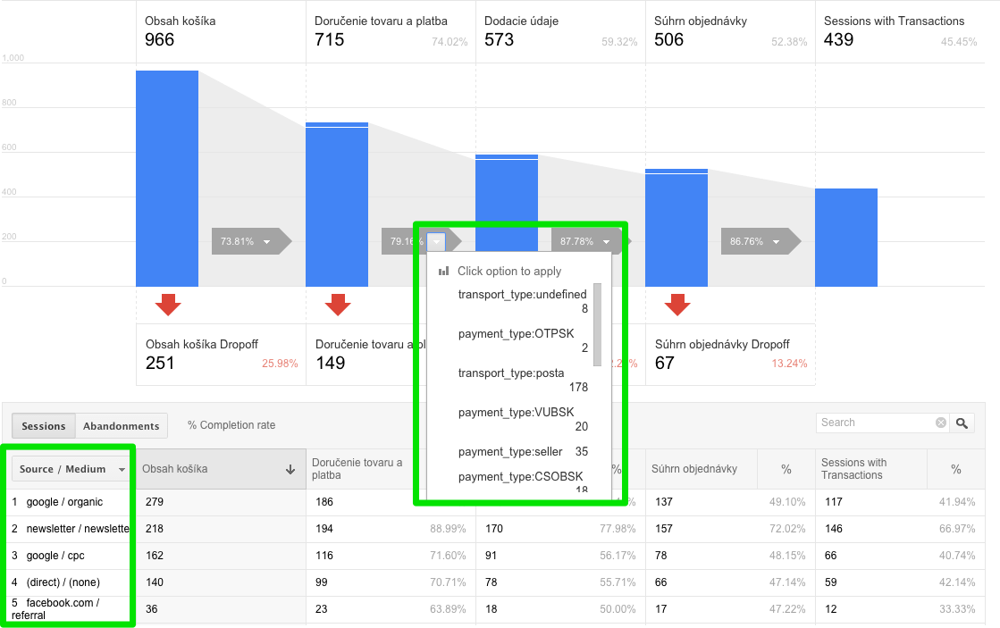 Obsah košíka
966
Doručenie tovaru a platba
715 74.02%
Dodacie údaje
573 59.32%
Súhrn objednávky
506 52.38%
Sessions with Transactions
439 45.45%
1,000
800
600
400
200
0
73.81%
79.16%
87.78%
86.76%
Click option to apply
transport_type:undefined
8
payment_type:OTPSK
2
transport_type:posta
178
payment_type:VUBSK
20
payment_type:seller 35
payment_type:CSOBSK
18
Obsah košíka Dropoff
251 25.98%
Doručenie tovaru a
149
Súhrn objednávky Dropoff
67 13.24%
Sessions Abandonments % Completion rate
Search
Source / Medium
Obsah košíka
Doručenie tovaru a
platba
%
Súhrn objednávky
%
Sessions with
Transactions
%
1 google / organic 279 186 137 49.10% 117 41.94%
2 newsletter / newslette 218 194 88.99% 170 77.98% 157 72.02% 146 66.97%
3 google / cpc 162 116 71.60% 91 56.17% 78 48.15% 66 40.74%
4 (direct) / (none) 140 99 70.71% 78 55.71% 66 47.14% 59 42.14%
5 facebook.com /
referral 36 23 63.89% 18 50.00% 17 47.22% 12 33.33%